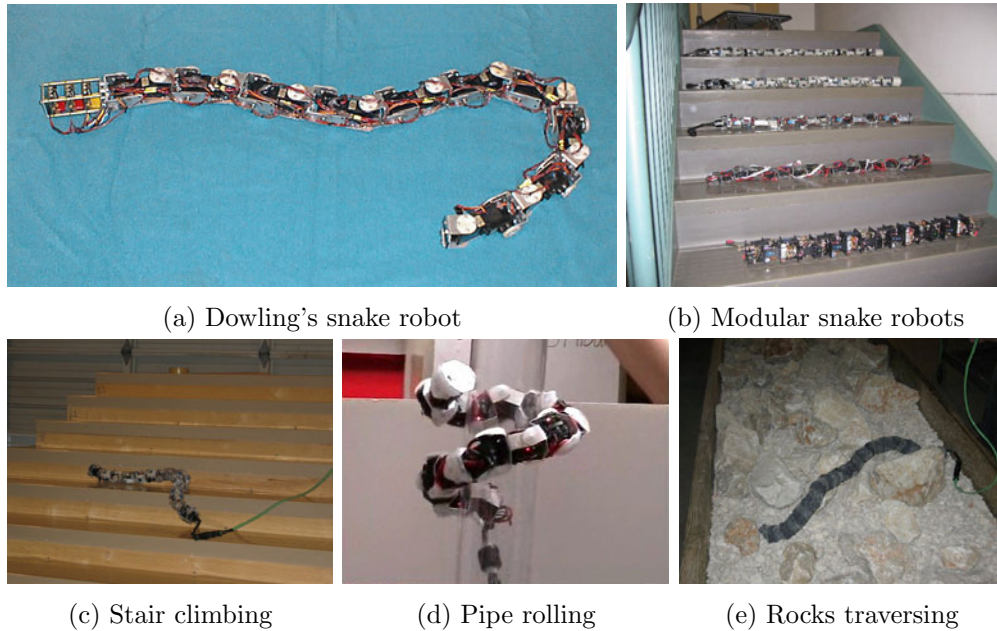 (a) Dowling's snake robot
(b) Modular snake robots
(c) Stair climbing
(d) Pipe rolling
(e) Rocks traversing